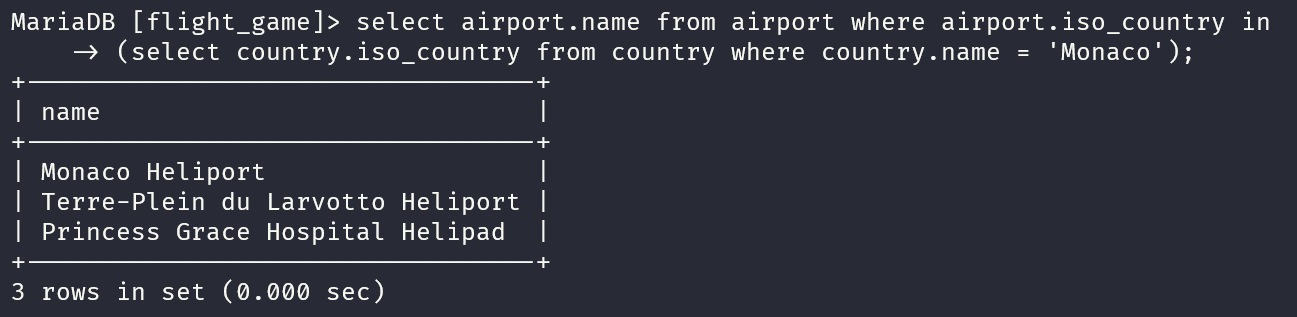 MariaDB [flight_game]> select airport.name from airport where airport.iso_country in
    -> (select country.iso_country from country where country.name = 'Monaco');
+----------------------------------+
| name                             |
+----------------------------------+
| Monaco Heliport                  |
| Terre-Plein du Larvotto Heliport |
| Princess Grace Hospital Helipad  |
+----------------------------------+
3 rows in set (0.000 sec)